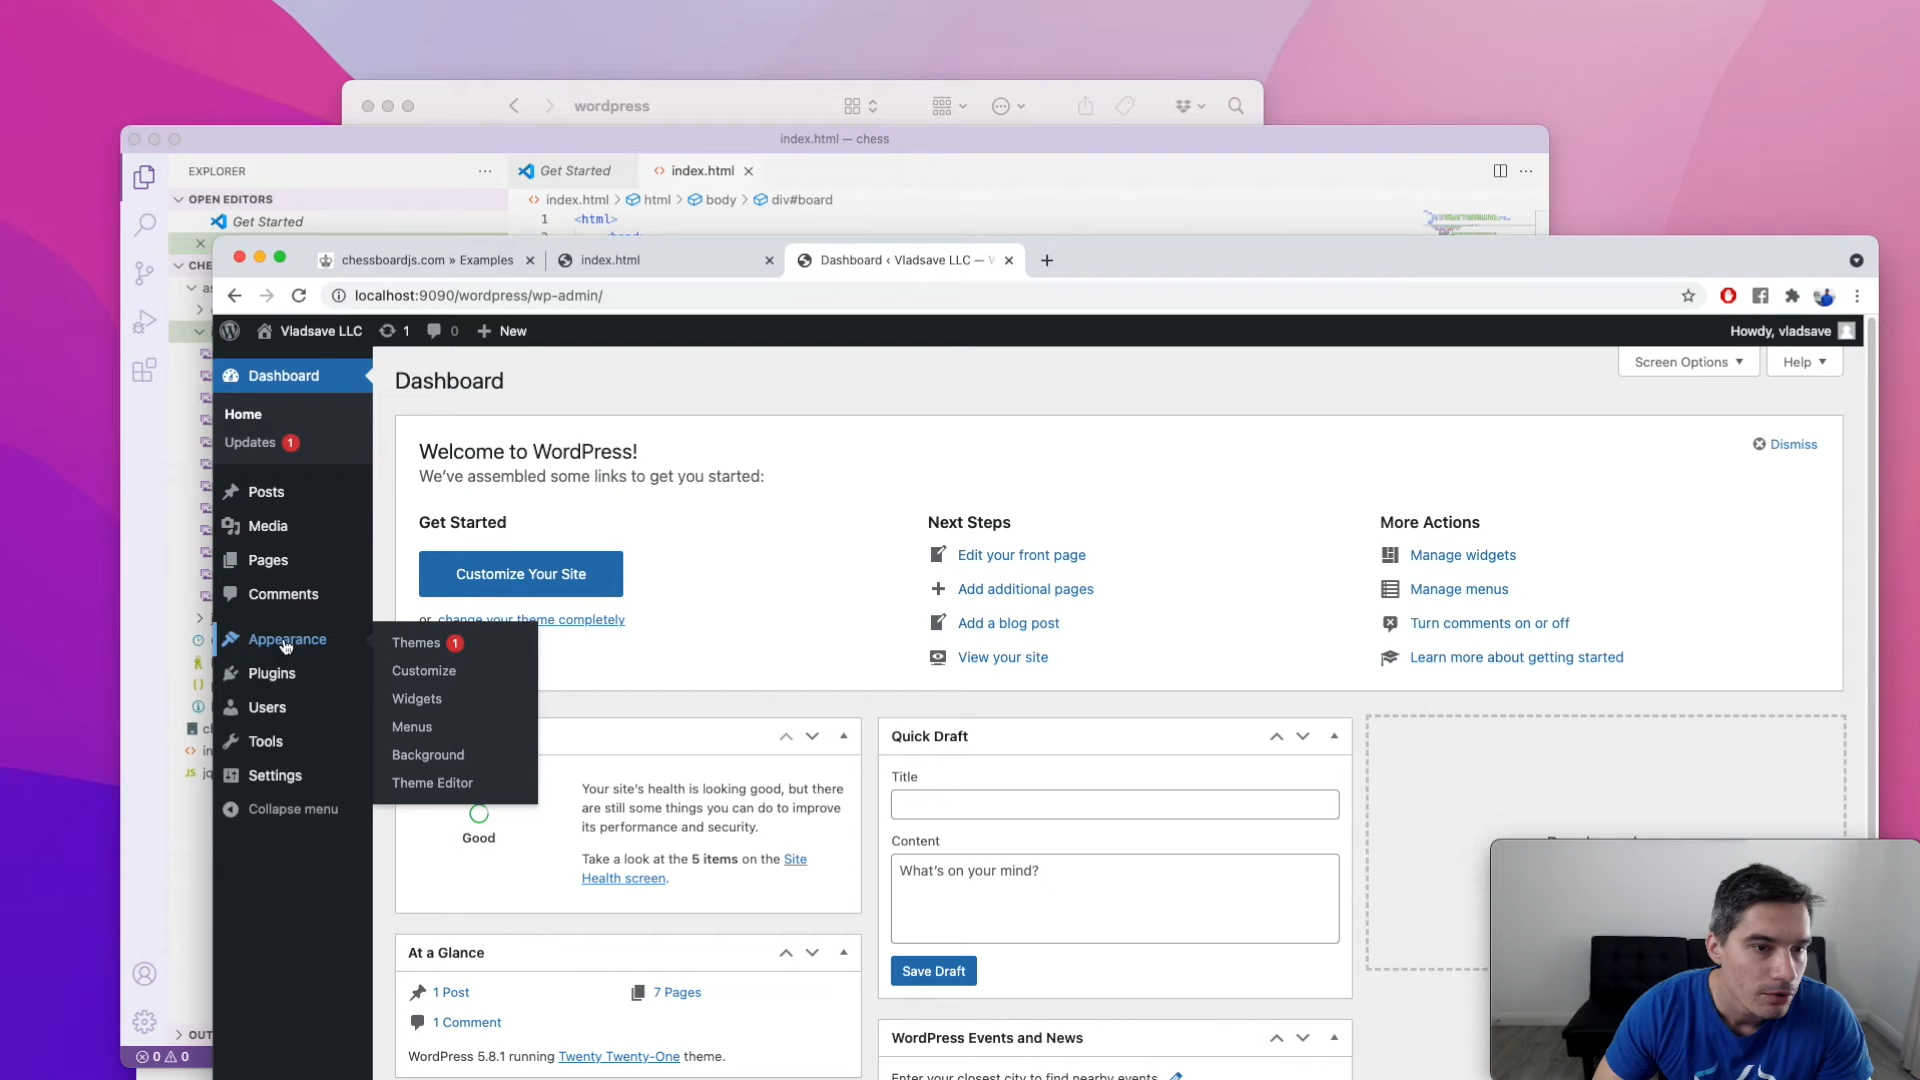 wordpress
index.html — chess
EXPLORER
Get Started
index.html
OPEN EDITORS
index.html > html > body > div#board
Get Started
1 <html>
CHE
chessboardjs.com » Examples
index.html
Dashboard ‹ Vladsave LLC —
localhost:9090/wordpress/wp-admin/
Vladsave LLC
1
0
New
Howdy, vladsave
Dashboard
Home
Updates 1
Posts
Media
Pages
Comments
Appearance
Plugins
Users
Tools
Settings
Collapse menu
Themes 1
Customize
Widgets
Menus
Background
Theme Editor
Dashboard
Screen Options
Help
Welcome to WordPress!
Dismiss
We've assembled some links to get you started:
Get Started
Customize Your Site
or change your theme completely
Next Steps
Edit your front page
Add additional pages
Add a blog post
View your site
More Actions
Manage widgets
Manage menus
Turn comments on or off
Learn more about getting started
Good
Your site's health is looking good, but there
are still some things you can do to improve
its performance and security.
Take a look at the 5 items on the Site
Health screen.
At a Glance
1 Post
7 Pages
1 Comment
WordPress 5.8.1 running Twenty Twenty-One theme.
Quick Draft
Title
Content
What's on your mind?
Save Draft
WordPress Events and News
Enter your closest city to find nearby events.
OUT
0
0